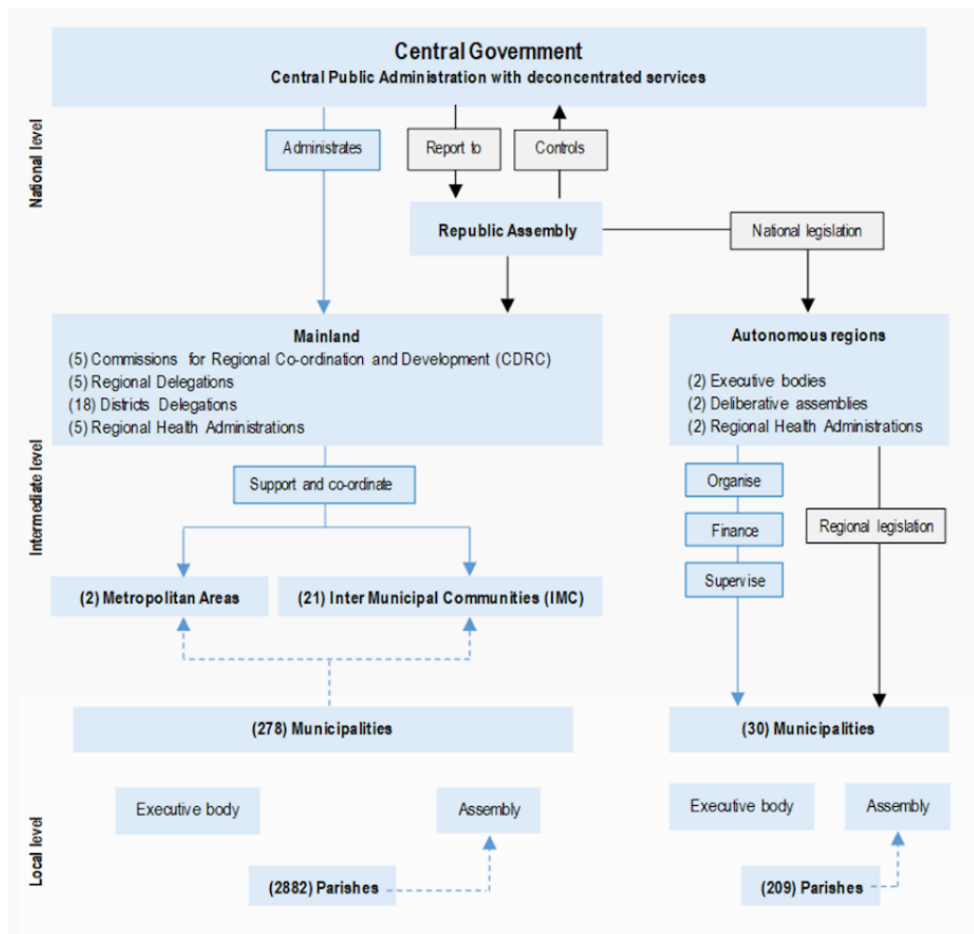 Central Government
Central Public Administration with deconcentrated services
National level
Administrates
Report to
Controls
Republic Assembly
National legislation
Mainland
(5) Commissions for Regional Co-ordination and Development (CDRC)
(5) Regional Delegations
(18) Districts Delegations
(5) Regional Health Administrations
Autonomous regions
(2) Executive bodies
(2) Deliberative assemblies
(2) Regional Health Administrations
Intermediate level
Support and co-ordinate
Organise
Finance
Supervise
Regional legislation
(2) Metropolitan Areas
(21) Inter Municipal Communities (IMC)
Local level
(278) Municipalities
(30) Municipalities
Executive body
Assembly
Executive body
Assembly
(2882) Parishes
(209) Parishes